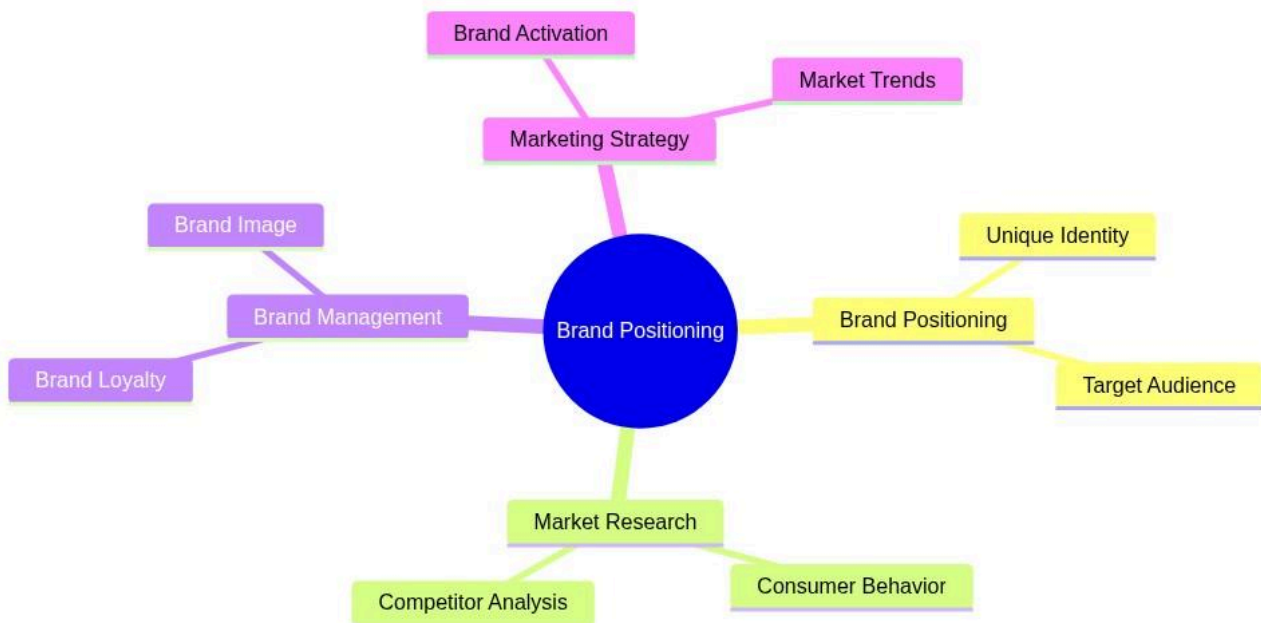 Brand Activation
Market Trends
Marketing Strategy
Brand Image
Unique Identity
Brand Management
Brand Positioning
Brand Positioning
Brand Loyalty
Target Audience
Market Research
Competitor Analysis
Consumer Behavior